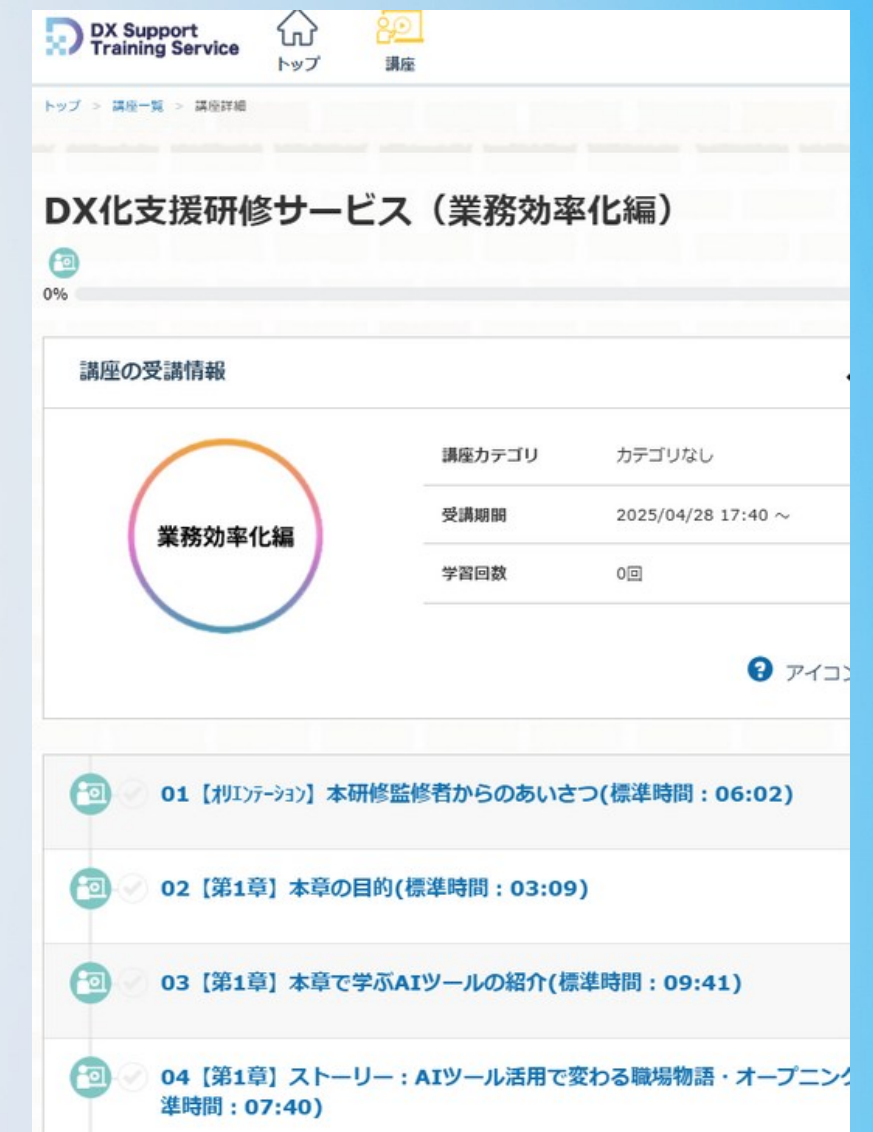 DX Support
Training Service
トップ
講座
トップ > 講座一覧 > 講座詳細
DX化支援研修サービス（業務効率化編）
0%
講座の受講情報
業務効率化編
講座カテゴリ カテゴリなし
受講期間 2025/04/28 17:40 ～
学習回数 0回
? アイコン
01【ｵﾘｴﾝﾃｰｼｮﾝ】本研修監修者からのあいさつ(標準時間：06:02)
02【第1章】本章の目的(標準時間：03:09)
03【第1章】本章で学ぶAIツールの紹介(標準時間：09:41)
04【第1章】ストーリー：AIツール活用で変わる職場物語・オープニング
準時間：07:40)